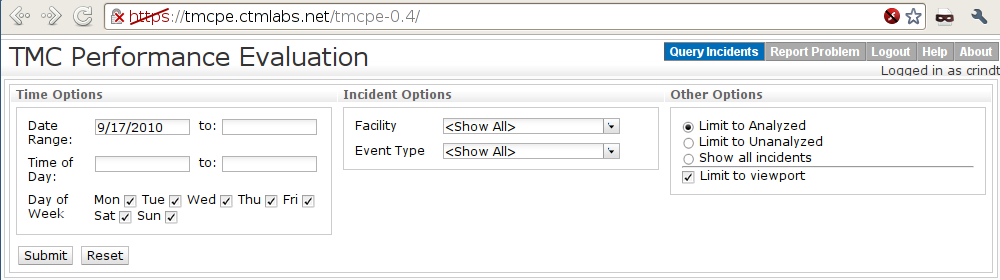 https://tmcpe.ctmlabs.net/tmcpe-0.4/
TMC Performance Evaluation
Query Incidents Report Problem Logout Help About
Logged in as crindt
Time Options
Date Range: 9/17/2010 to:
Time of Day: to:
Day of Week Mon Tue Wed Thu Fri
Sat Sun
Incident Options
Facility <Show All>
Event Type <Show All>
Other Options
Limit to Analyzed
Limit to Unanalyzed
Show all incidents
Limit to viewport
Submit Reset